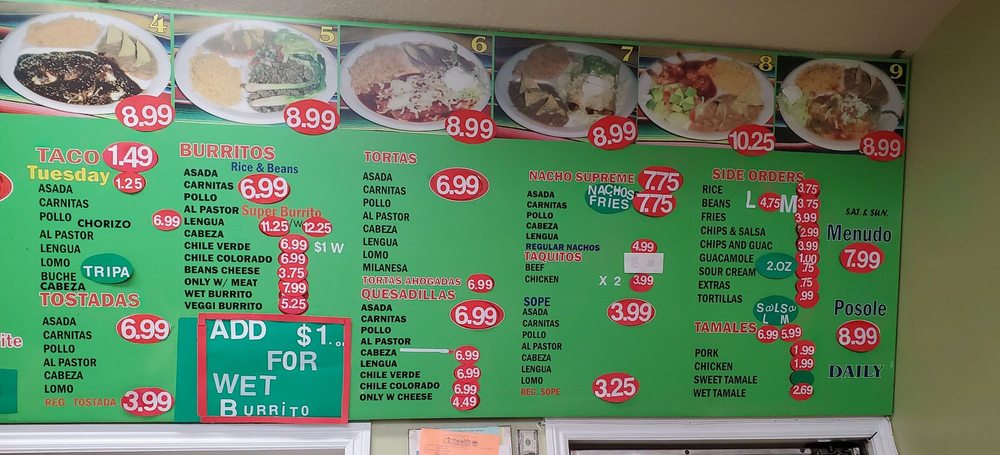 4
5
6
7
8
9
8.99
8.99
8.99
8.99
10.25
8.99
TACO 1.49
Tuesday 1.25
ASADA
CARNITAS
POLLO CHORIZO 6.99
AL PASTOR
LENGUA
LOMO
BUCHE TRIPA
CABEZA
TOSTADAS
ASADA 6.99
CARNITAS
POLLO
AL PASTOR
CABEZA
LOMO
REG. TOSTADA 3.99
BURRITOS
Rice & Beans
ASADA
CARNITAS 6.99
POLLO
AL PASTOR Super Burrito
LENGUA 11.25 /W 12.25
CABEZA
CHILE VERDE 6.99 $1 W
CHILE COLORADO 6.99
BEANS CHEESE 3.75
ONLY W/ MEAT 7.99
WET BURRITO
VEGGI BURRITO 5.25
ADD $1.00
FOR
WET
BURRITO
TORTAS
ASADA 6.99
CARNITAS
POLLO
AL PASTOR
CABEZA
LENGUA
LOMO
MILANESA
TORTAS AHOGADAS 6.99
QUESADILLAS
ASADA 6.99
CARNITAS
POLLO
AL PASTOR
CABEZA 6.99
LENGUA
CHILE VERDE 6.99
CHILE COLORADO 6.99
ONLY W CHEESE 4.49
NACHO SUPREME 7.75
ASADA NACHOS 7.75
CARNITAS FRIES
POLLO
CABEZA
LENGUA
REGULAR NACHOS 4.99
TAQUITOS
BEEF
CHICKEN X 2 3.99
SOPE
ASADA 3.99
CARNITAS
POLLO
AL PASTOR
CABEZA
LENGUA
LOMO
REG. SOPE 3.25
SIDE ORDERS
RICE 3.75
BEANS L 4.75 M 3.75
FRIES 3.99
CHIPS & SALSA 2.99
CHIPS AND GUAC 3.99
GUACAMOLE 2.OZ 1.00
SOUR CREAM .75
EXTRAS .75
TORTILLAS .99
TAMALES
L M
6.99 5.99
PORK 1.99
CHICKEN 1.99
SWEET TAMALE
WET TAMALE 2.69
SAT. & SUN.
Menudo
7.99
Posole
8.99
DAILY
health